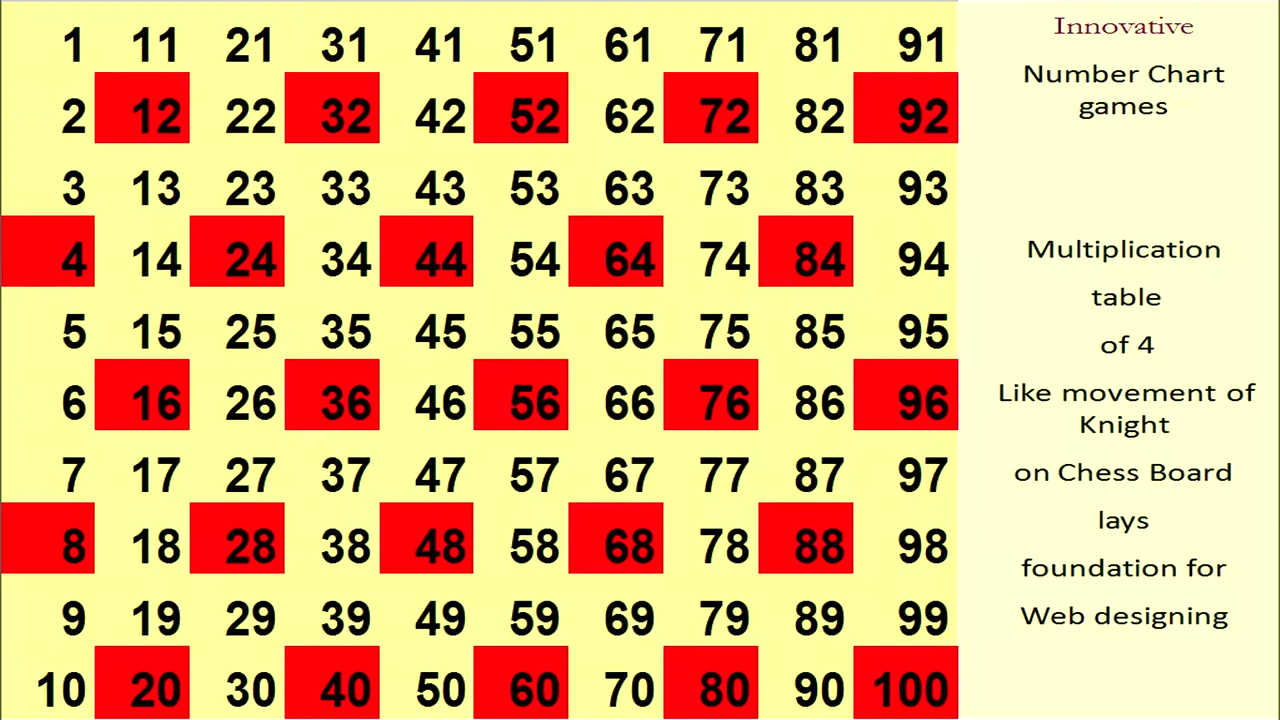 1 11 21 31 41 51 61 71 81 91
2 12 22 32 42 52 62 72 82 92
3 13 23 33 43 53 63 73 83 93
4 14 24 34 44 54 64 74 84 94
5 15 25 35 45 55 65 75 85 95
6 16 26 36 46 56 66 76 86 96
7 17 27 37 47 57 67 77 87 97
8 18 28 38 48 58 68 78 88 98
9 19 29 39 49 59 69 79 89 99
10 20 30 40 50 60 70 80 90 100
Innovative
Number Chart
games
Multiplication
table
of 4
Like movement of
Knight
on Chess Board
lays
foundation for
Web designing